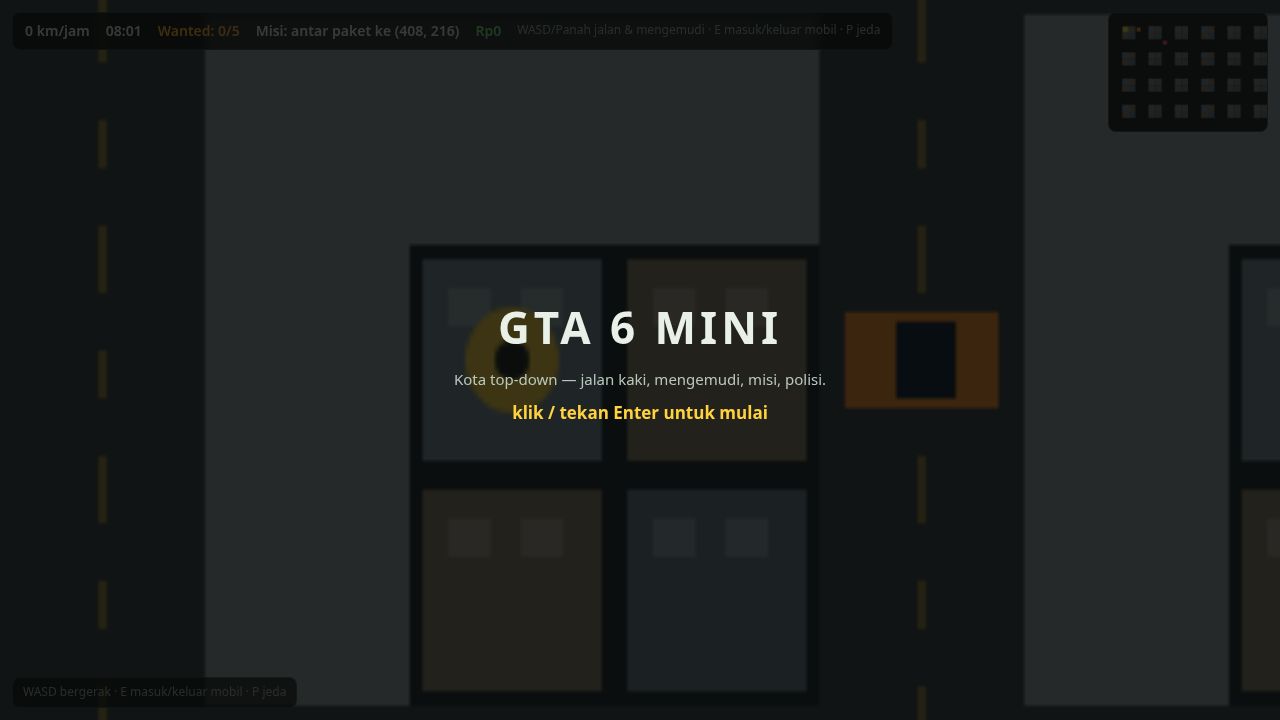 0 km/jam 08:01 Wanted: 0/5 Misi: antar paket ke (408, 216) Rp0 WASD/Panah jalan & mengemudi · E masuk/keluar mobil · P jeda
GTA 6 MINI
Kota top-down — jalan kaki, mengemudi, misi, polisi.
klik / tekan Enter untuk mulai
WASD bergerak · E masuk/keluar mobil · P jeda